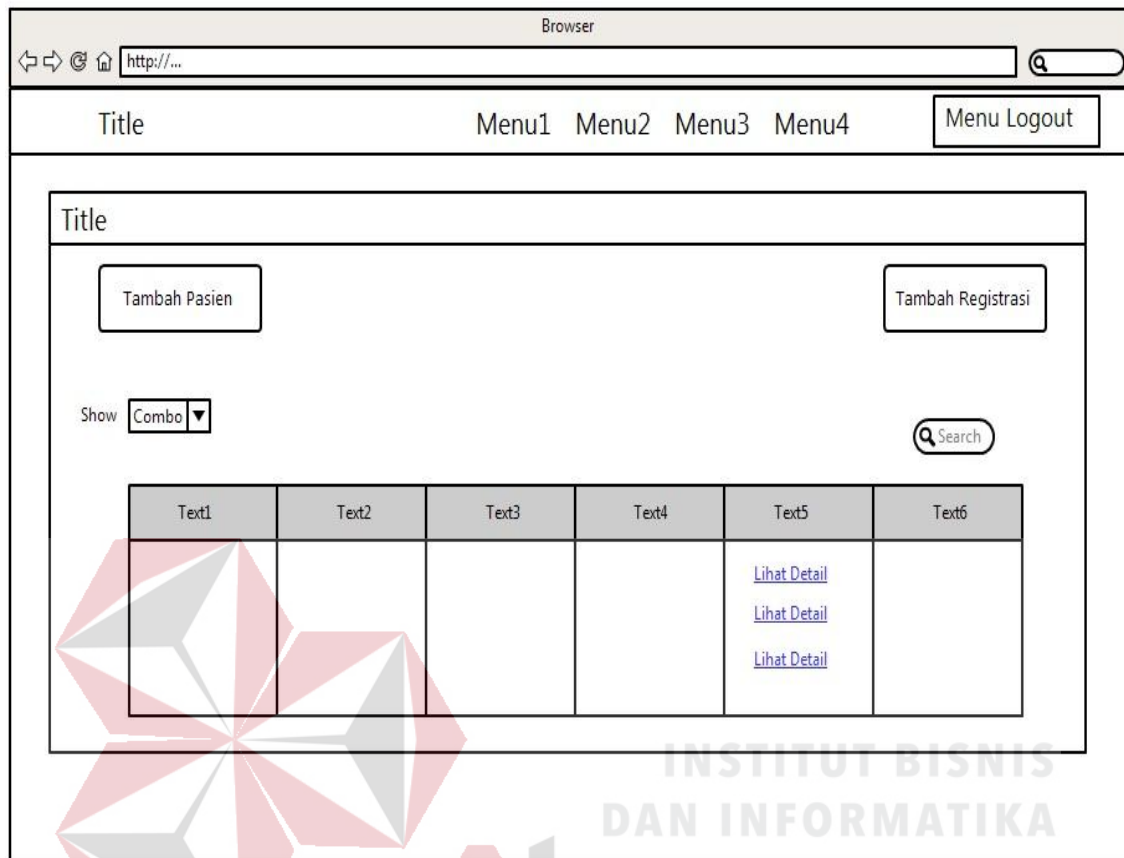 Browser
http://...
Title Menu1 Menu2 Menu3 Menu4 Menu Logout
Title
Tambah Pasien Tambah Registrasi
Show Combo
Search
Text1 Text2 Text3 Text4 Text5 Text6
Lihat Detail
Lihat Detail
Lihat Detail
INSTITUT BISNIS
DAN INFORMATIKA